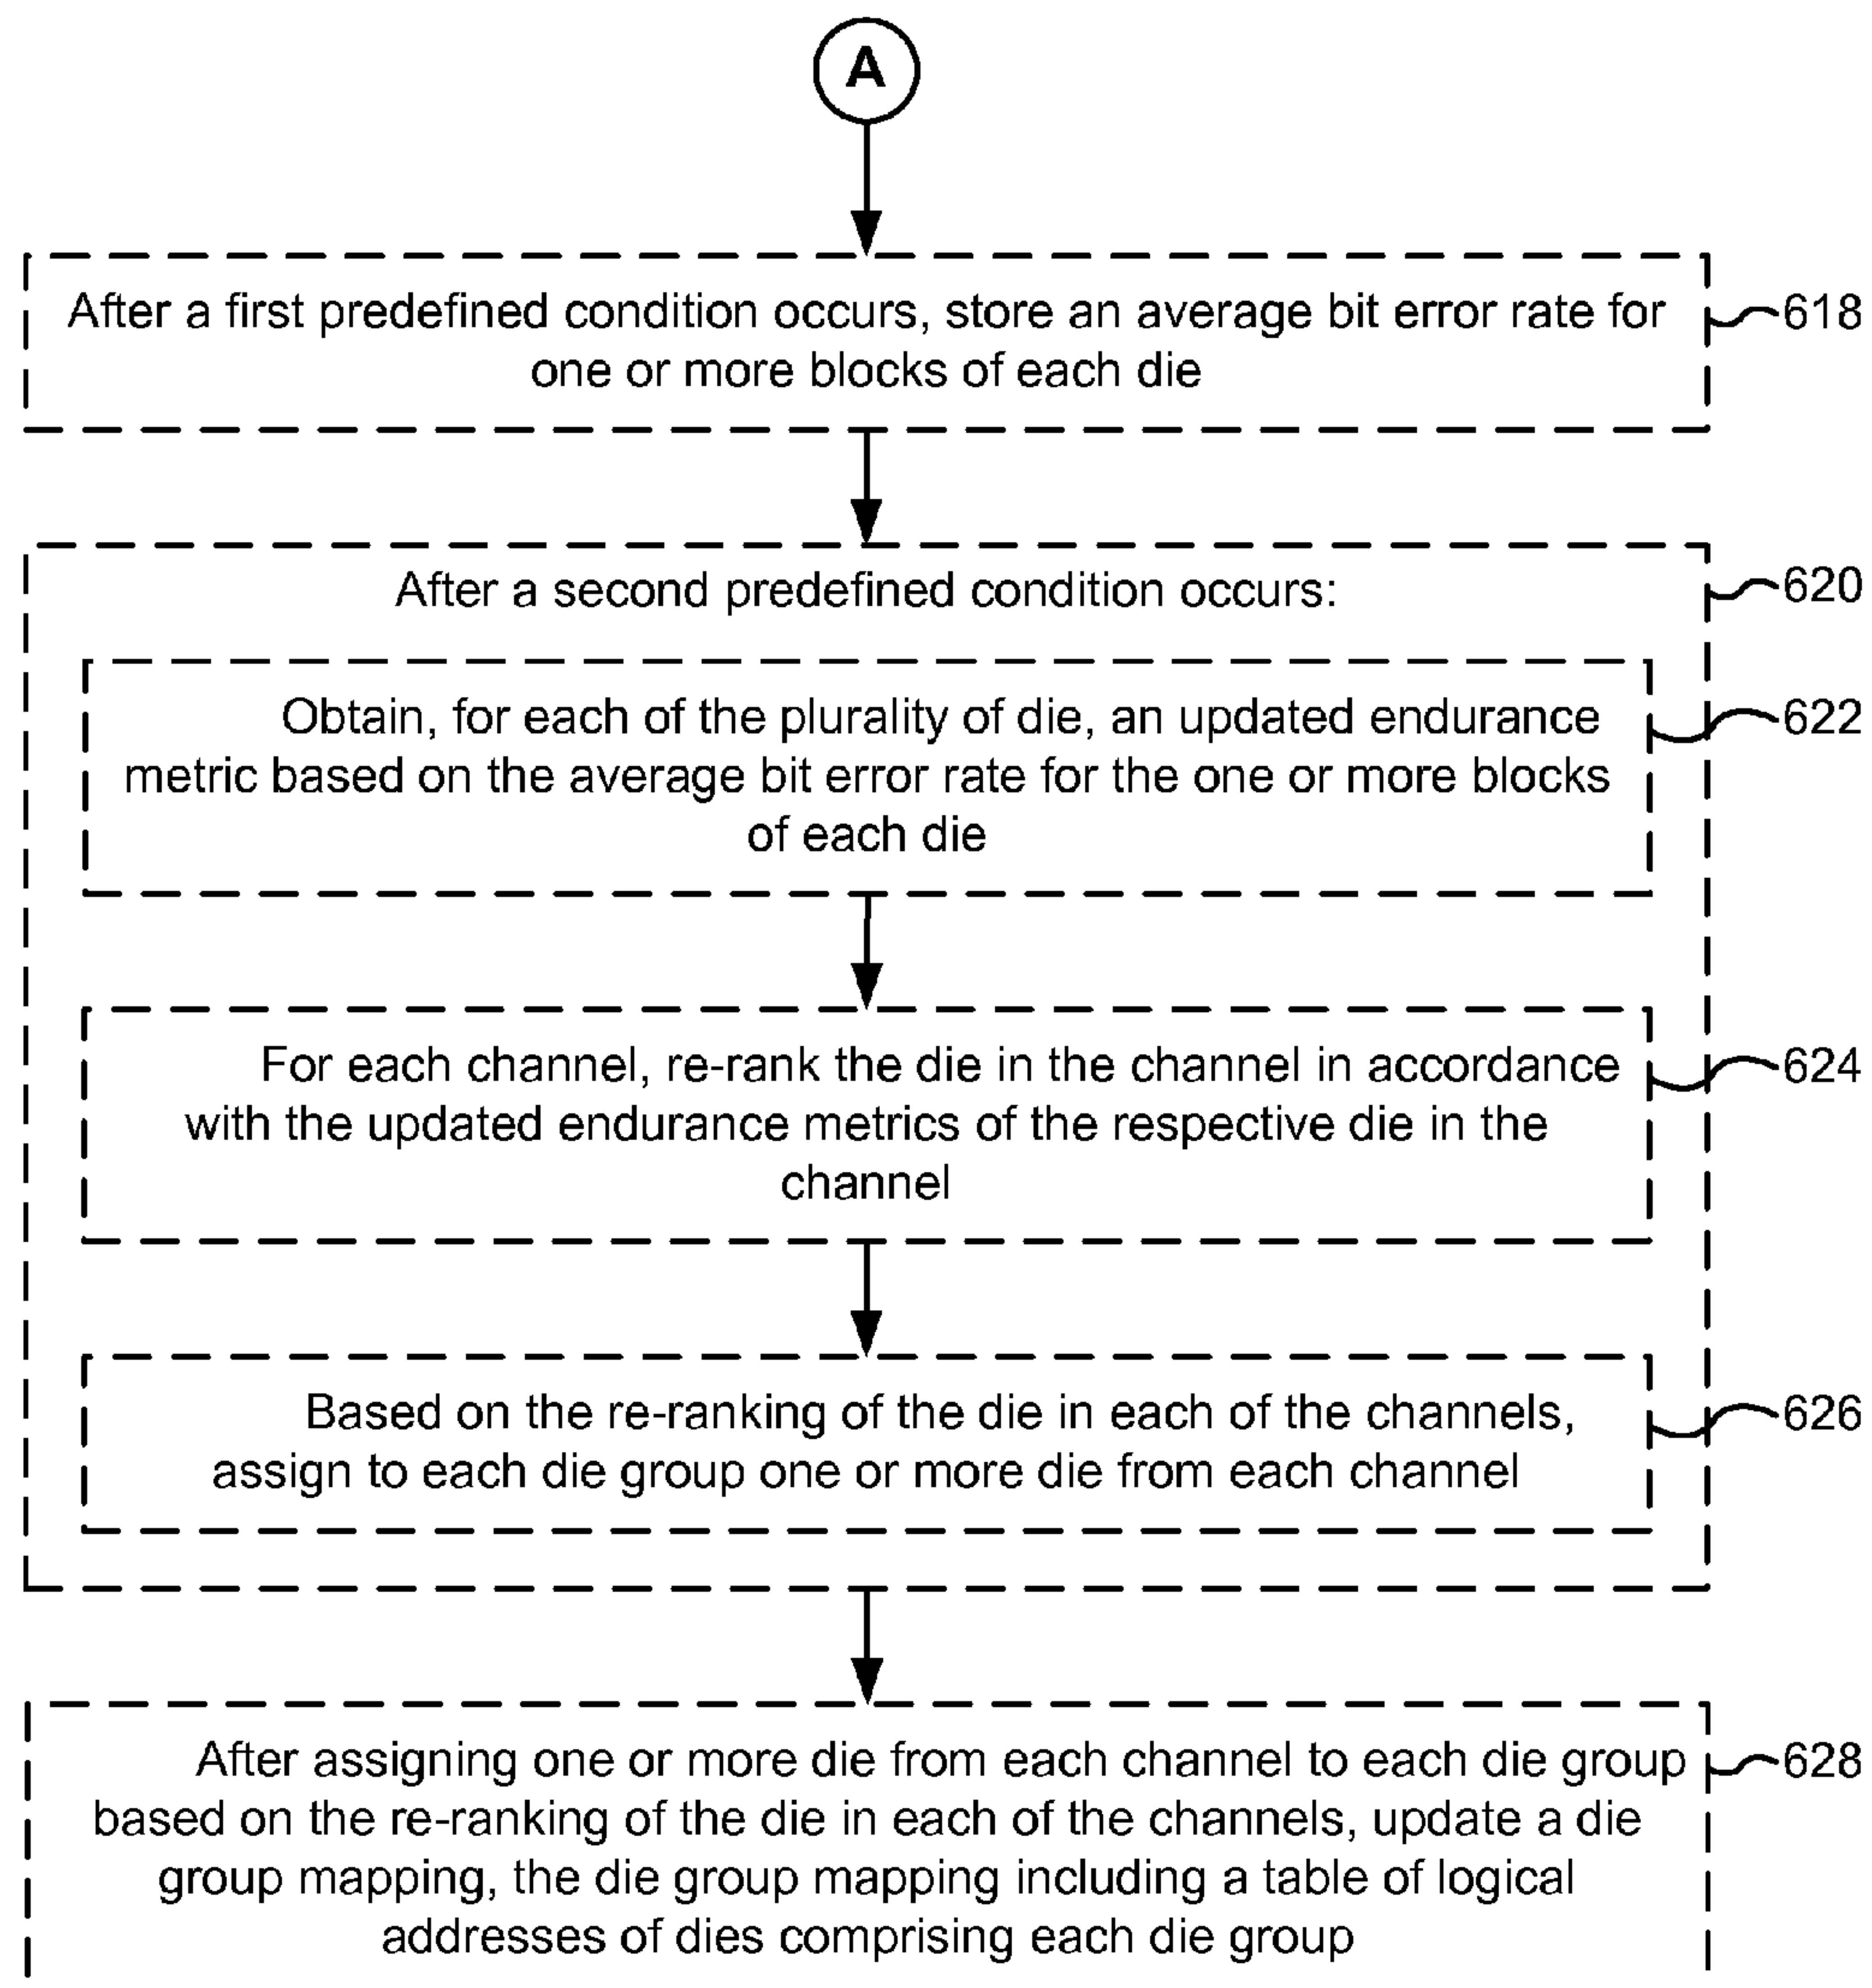 A
After a first predefined condition occurs, store an average bit error rate for
one or more blocks of each die
618
After a second predefined condition occurs:
620
Obtain, for each of the plurality of die, an updated endurance
metric based on the average bit error rate for the one or more blocks
of each die
622
For each channel, re-rank the die in the channel in accordance
with the updated endurance metrics of the respective die in the
channel
624
Based on the re-ranking of the die in each of the channels,
assign to each die group one or more die from each channel
626
After assigning one or more die from each channel to each die group
based on the re-ranking of the die in each of the channels, update a die
group mapping, the die group mapping including a table of logical
addresses of dies comprising each die group
628